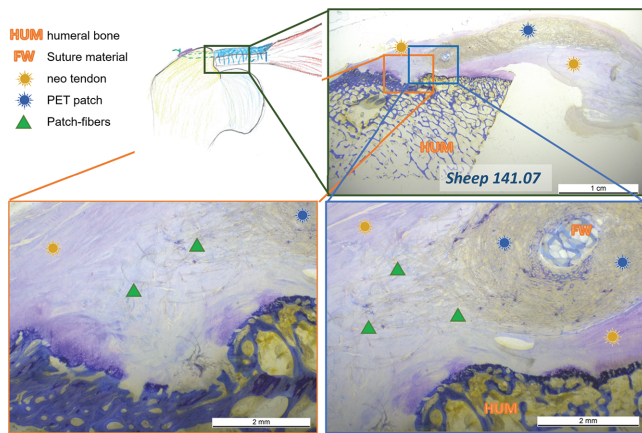 HUM humeral bone
FW Suture material
neo tendon
PET patch
Patch-fibers
HUM
Sheep 141.07
1 cm
2 mm
FW
HUM
2 mm